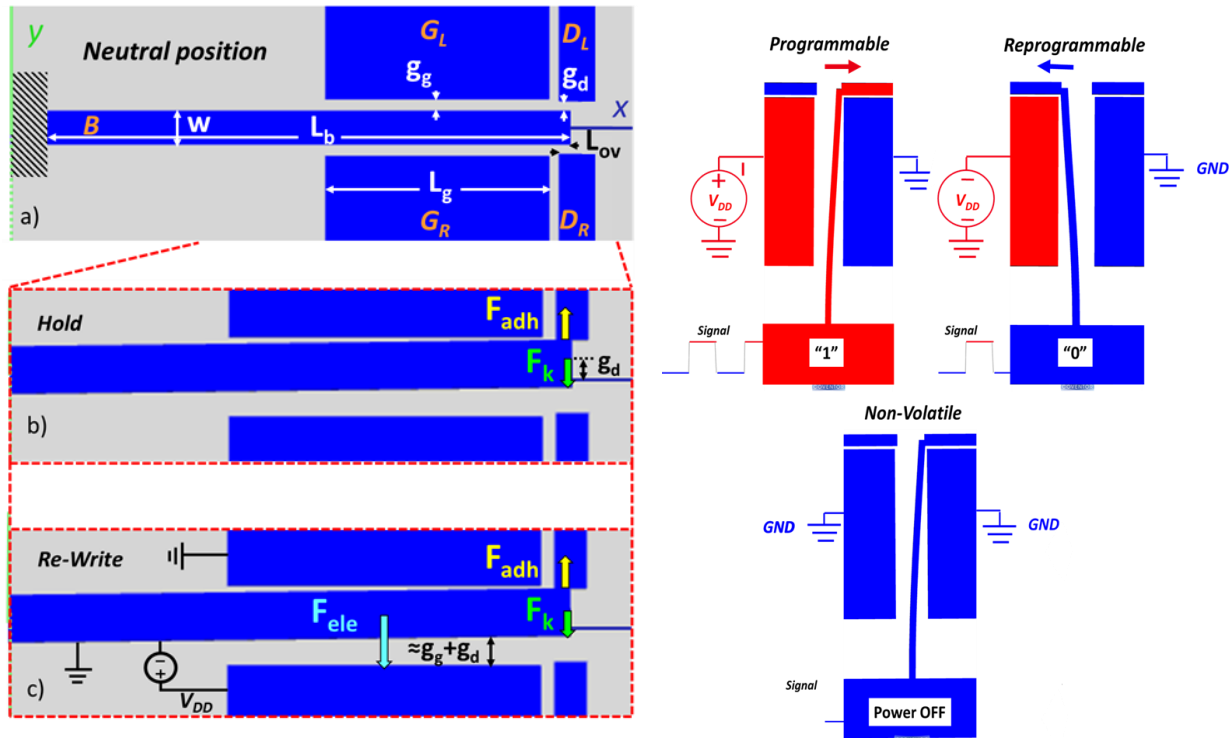 y
Neutral position
G_L
D_L
g_g
g_d
x
B
w
L_b
L_ov
L_g
G_R
D_R
a)
Hold
F_adh
F_k
g_d
b)
Re-Write
F_adh
F_ele
F_k
≈g_g+g_d
−
+
V_DD
c)
Programmable
Reprogrammable
+
I
V_DD
−
−
V_DD
−
GND
Signal
"1"
Signal
"0"
COVENTOR
COVENTOR
Non-Volatile
GND
GND
Signal
Power OFF